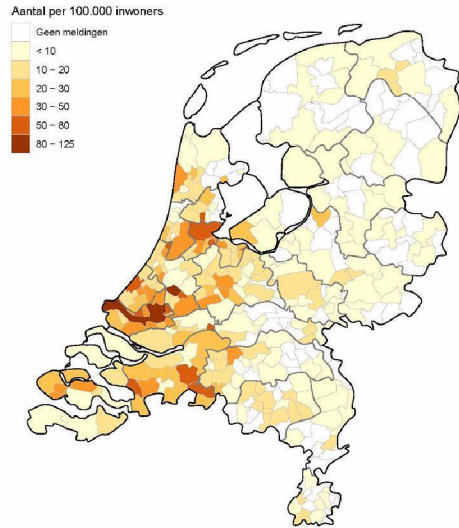 Aantal per 100.000 inwoners
Geen meldingen
< 10
10 – 20
20 – 30
30 – 50
50 – 80
80 – 125